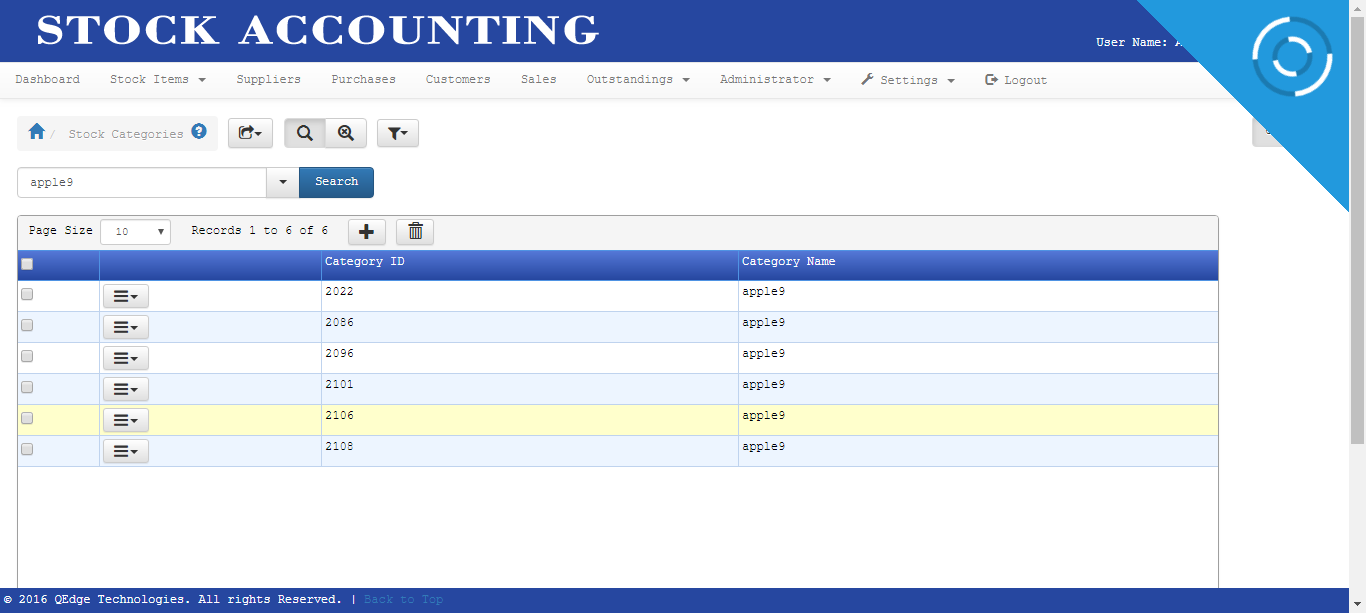 STOCK ACCOUNTING
User Name:
Dashboard Stock Items Suppliers Purchases Customers Sales Outstandings Administrator Settings Logout
/ Stock Categories
apple9 Search
Page Size 10 Records 1 to 6 of 6
Category ID Category Name
2022 apple9
2086 apple9
2096 apple9
2101 apple9
2106 apple9
2108 apple9
© 2016 QEdge Technologies. All rights Reserved. | Back to Top